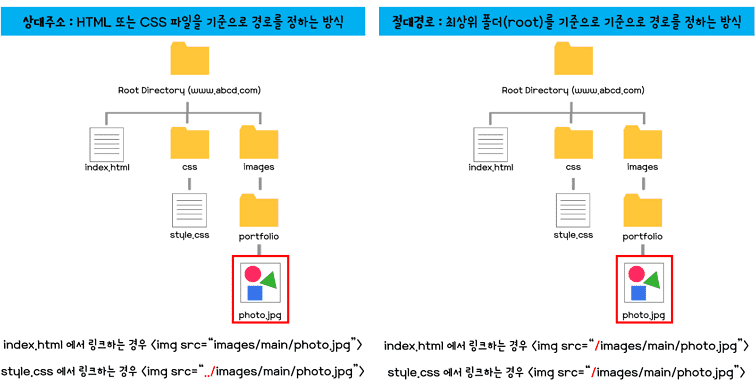 상대주소 : HTML 또는 CSS 파일을 기준으로 경로를 정하는 방식
Root Directory (www.abcd.com)
index.html
css
images
style.css
portfolio
photo.jpg
index.html 에서 링크하는 경우 <img src="images/main/photo.jpg">
style.css 에서 링크하는 경우 <img src="../images/main/photo.jpg">
절대경로 : 최상위 폴더(root)를 기준으로 기준으로 경로를 정하는 방식
Root Directory (www.abcd.com)
index.html
css
images
style.css
portfolio
photo.jpg
index.html 에서 링크하는 경우 <img src="/images/main/photo.jpg">
style.css 에서 링크하는 경우 <img src="/images/main/photo.jpg">